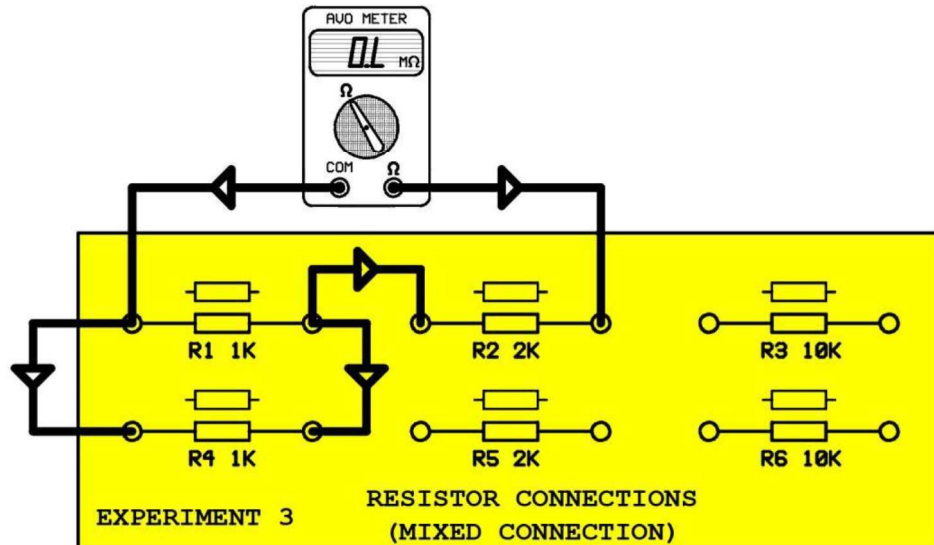 AVO METER
0.L MΩ
Ω
COM Ω
R1 1K
R2 2K
R3 10K
R4 1K
R5 2K
R6 10K
EXPERIMENT 3
RESISTOR CONNECTIONS
(MIXED CONNECTION)